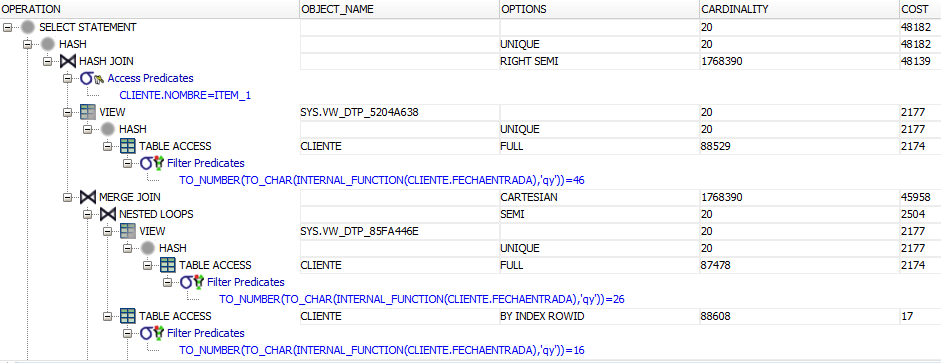 OPERATION OBJECT_NAME OPTIONS CARDINALITY COST
SELECT STATEMENT 20 48182
HASH UNIQUE 20 48182
HASH JOIN RIGHT SEMI 1768390 48139
Access Predicates
CLIENTE.NOMBRE=ITEM_1
VIEW SYS.VW_DTP_5204A638 20 2177
HASH UNIQUE 20 2177
TABLE ACCESS CLIENTE FULL 88529 2174
Filter Predicates
TO_NUMBER(TO_CHAR(INTERNAL_FUNCTION(CLIENTE.FECHAENTRADA),'qy'))=46
MERGE JOIN CARTESIAN 1768390 45958
NESTED LOOPS SEMI 20 2504
VIEW SYS.VW_DTP_85FA446E 20 2177
HASH UNIQUE 20 2177
TABLE ACCESS CLIENTE FULL 87478 2174
Filter Predicates
TO_NUMBER(TO_CHAR(INTERNAL_FUNCTION(CLIENTE.FECHAENTRADA),'qy'))=26
TABLE ACCESS CLIENTE BY INDEX ROWID 88608 17
Filter Predicates
TO_NUMBER(TO_CHAR(INTERNAL_FUNCTION(CLIENTE.FECHAENTRADA),'qy'))=16